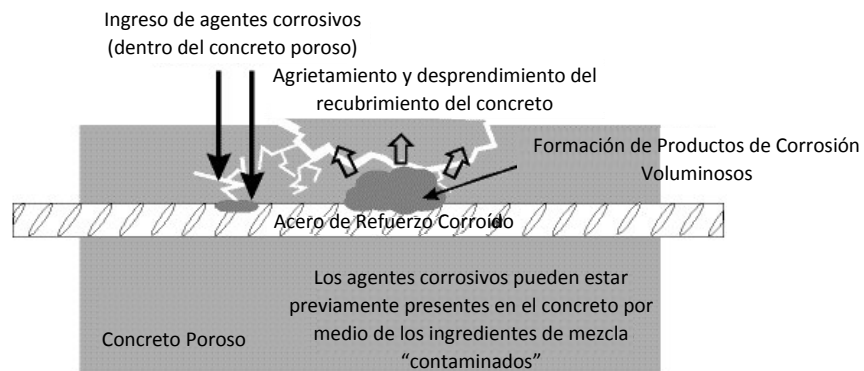 Ingreso de agentes corrosivos
(dentro del concreto poroso)
Agrietamiento y desprendimiento del
recubrimiento del concreto
Formación de Productos de Corrosión
Voluminosos
Acero de Refuerzo Corroído
Los agentes corrosivos pueden estar
previamente presentes en el concreto por
medio de los ingredientes de mezcla
“contaminados”
Concreto Poroso